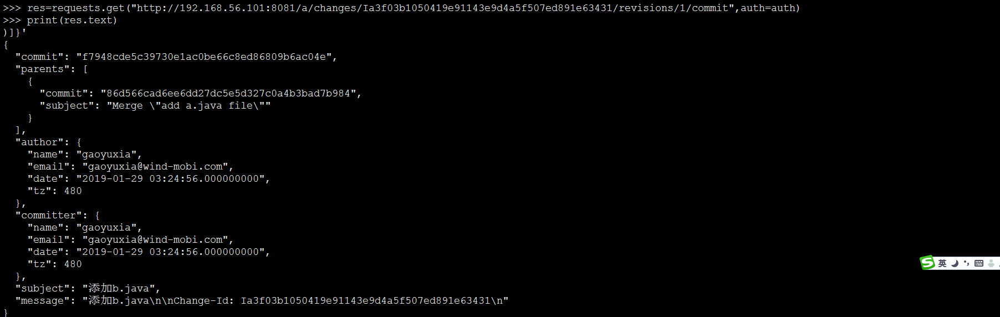 >>> res=requests.get("http://192.168.56.101:8081/a/changes/Ia3f03b1050419e91143e9d4a5f507ed891e63431/revisions/1/commit",auth=auth)
>>> print(res.text)
)]}'
{
  "commit": "f7948cde5c39730e1ac0be66c8ed86809b6ac04e",
  "parents": [
    {
      "commit": "86d566cad6ee6dd27dc5e5d327c0a4b3bad7b984",
      "subject": "Merge \"add a.java file\""
    }
  ],
  "author": {
    "name": "gaoyuxia",
    "email": "gaoyuxia@wind-mobi.com",
    "date": "2019-01-29 03:24:56.000000000",
    "tz": 480
  },
  "committer": {
    "name": "gaoyuxia",
    "email": "gaoyuxia@wind-mobi.com",
    "date": "2019-01-29 03:24:56.000000000",
    "tz": 480
  },
  "subject": "添加b.java",
  "message": "添加b.java\n\nChange-Id: Ia3f03b1050419e91143e9d4a5f507ed891e63431\n"
}
S 英